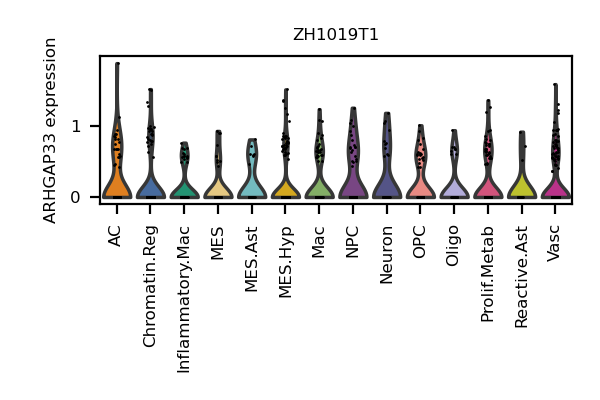 ZH1019T1
ARHGAP33 expression
1
0
AC
Chromatin.Reg
Inflammatory.Mac
MES
MES.Ast
MES.Hyp
Mac
NPC
Neuron
OPC
Oligo
Prolif.Metab
Reactive.Ast
Vasc